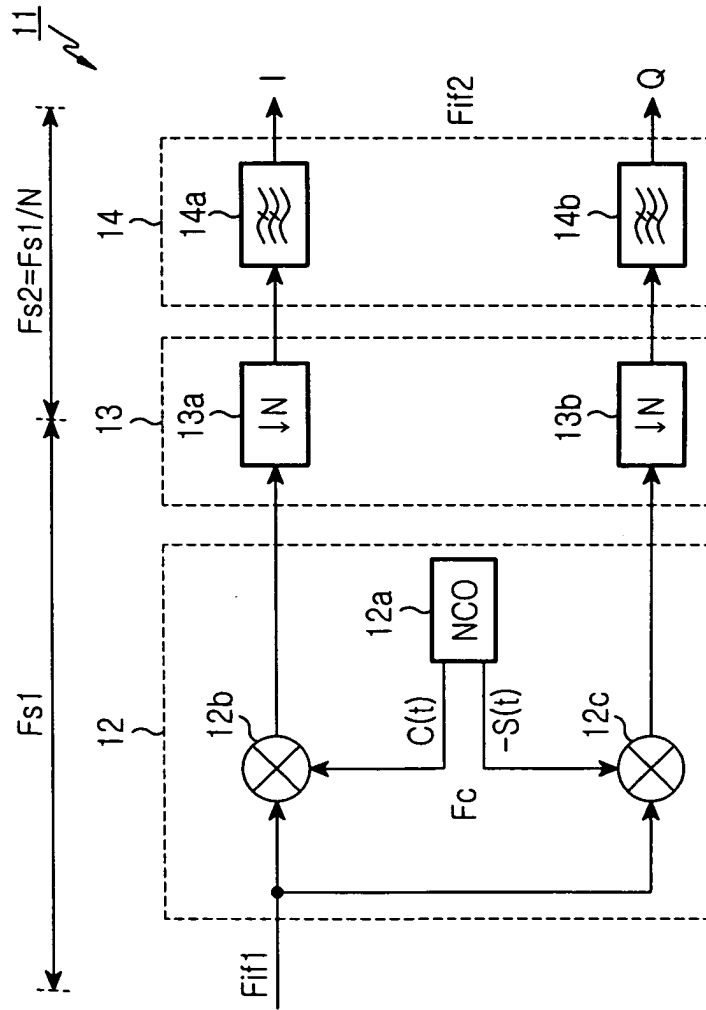 11
Fs1
Fs2=Fs1/N
12
13
14
12b
13a
14a
Fif1
↓N
I
C(t)
12a
NCO
Fc
-S(t)
Fif2
12c
13b
14b
↓N
Q